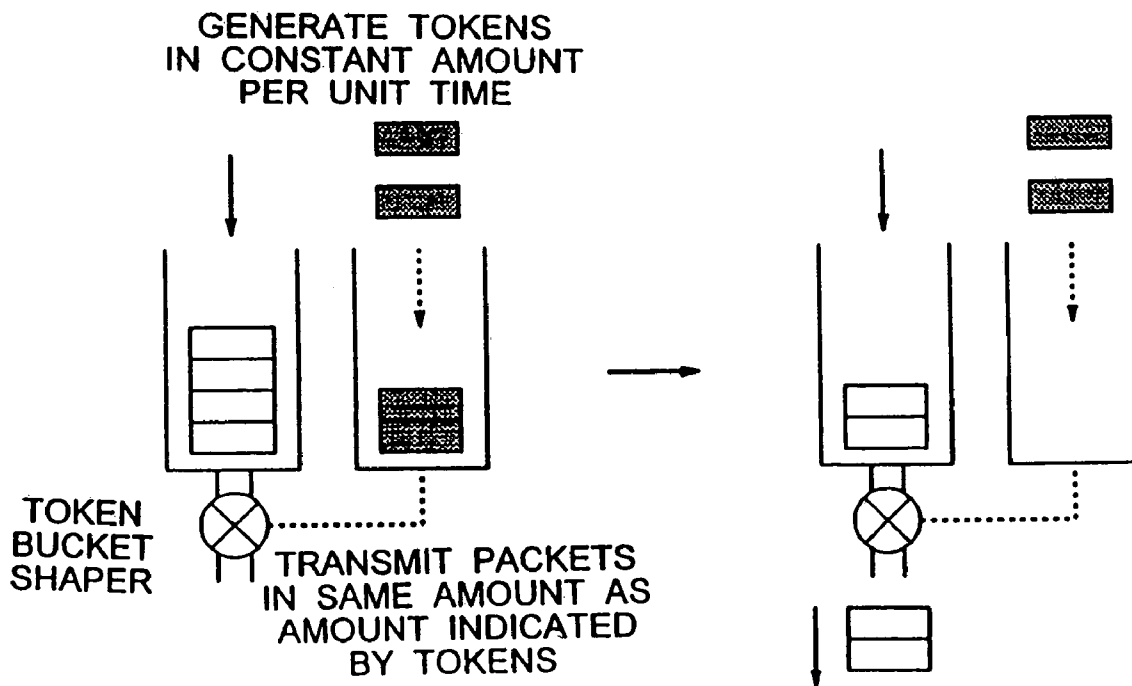 GENERATE TOKENS
IN CONSTANT AMOUNT
PER UNIT TIME
TOKEN
BUCKET
SHAPER
TRANSMIT PACKETS
IN SAME AMOUNT AS
AMOUNT INDICATED
BY TOKENS